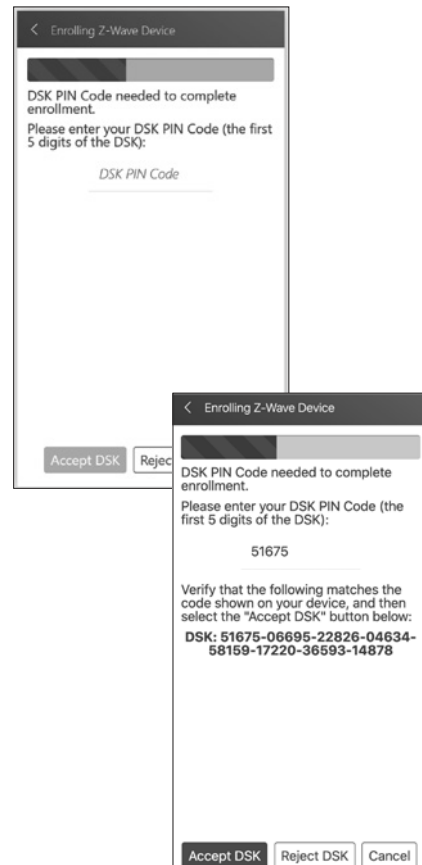 Enrolling Z-Wave Device
DSK PIN Code needed to complete
enrollment.
Please enter your DSK PIN Code (the first
5 digits of the DSK):
DSK PIN Code
Accept DSK
Enrolling Z-Wave Device
DSK PIN Code needed to complete
enrollment.
Please enter your DSK PIN Code (the
first 5 digits of the DSK):
51675
Verify that the following matches the
code shown on your device, and then
select the "Accept DSK" button below:
DSK: 51675-06695-22826-04634-
58159-17220-36593-14878
Accept DSK Reject DSK Cancel